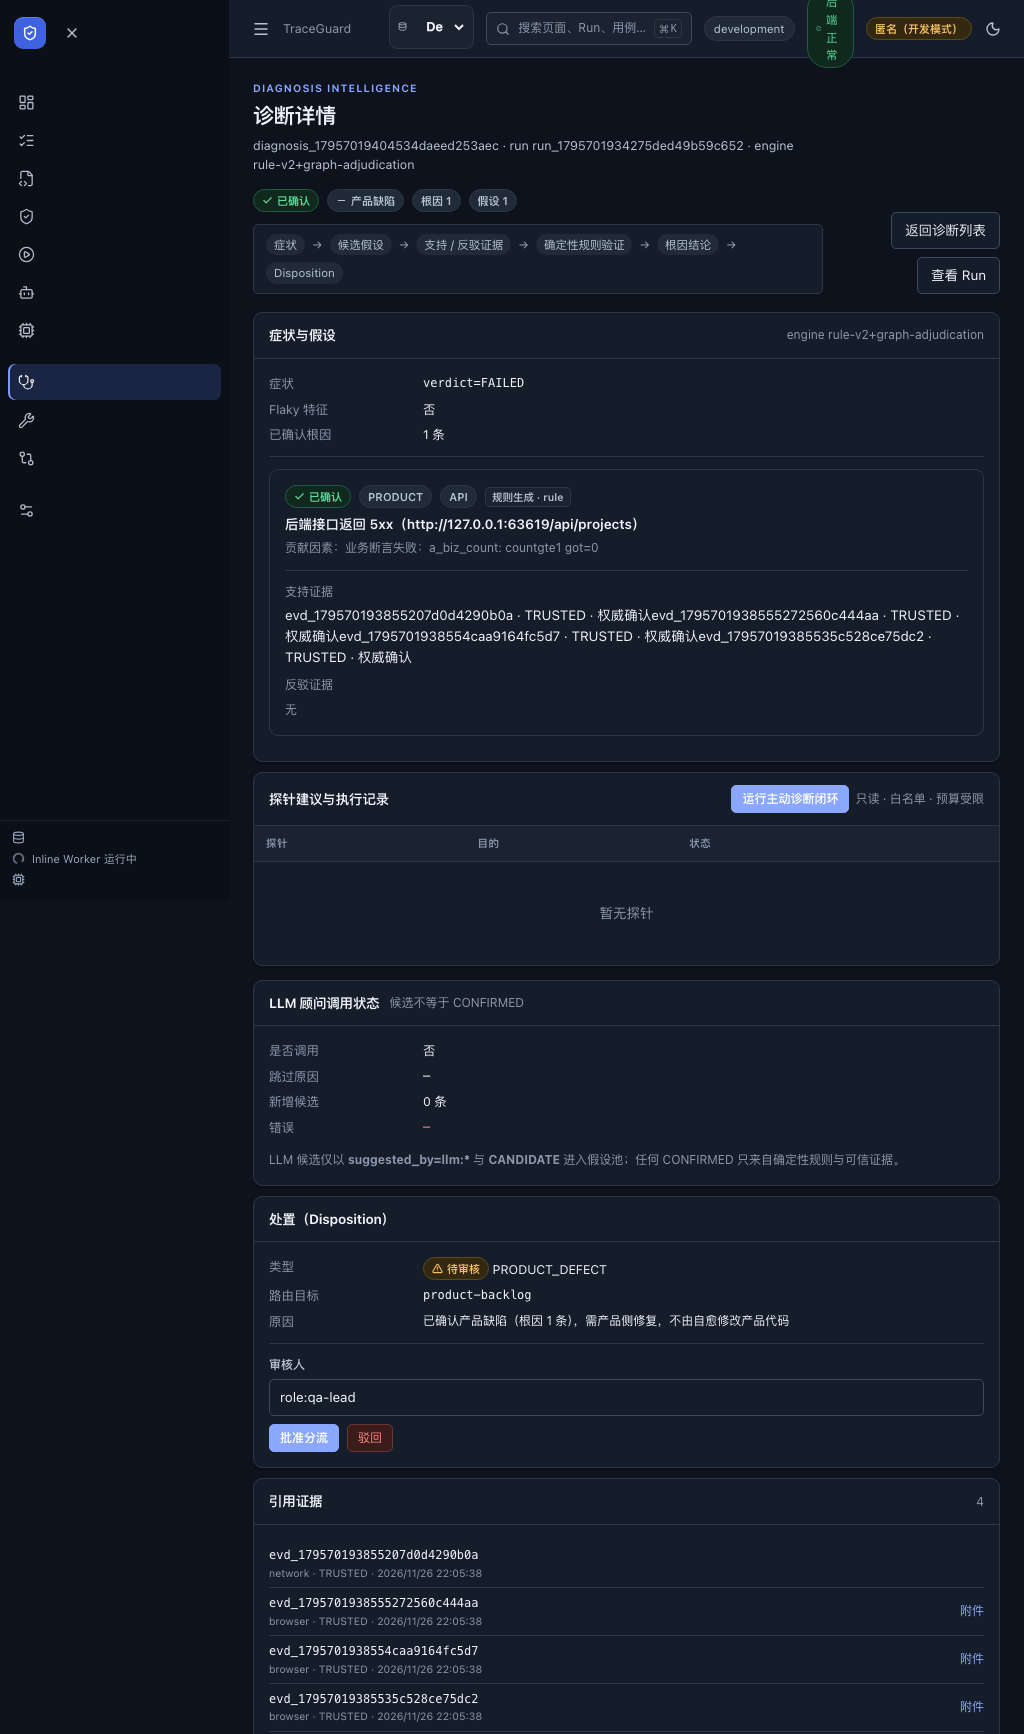 TraceGuard
De
搜索页面、Run、用例...
⌘K
development
后端正常
匿名（开发模式）
DIAGNOSIS INTELLIGENCE
诊断详情
diagnosis_17957019404534daeed253aec · run run_1795701934275ded49b59c652 · engine
rule-v2+graph-adjudication
已确认
产品缺陷
根因 1
假设 1
症状 → 候选假设 → 支持 / 反驳证据 → 确定性规则验证 → 根因结论 →
Disposition
返回诊断列表
查看 Run
症状与假设
engine rule-v2+graph-adjudication
症状 verdict=FAILED
Flaky 特征 否
已确认根因 1 条
已确认 PRODUCT API 规则生成 · rule
后端接口返回 5xx（http://127.0.0.1:63619/api/projects）
贡献因素：业务断言失败：a_biz_count: countgte1 got=0
支持证据
evd_179570193855207d0d4290b0a · TRUSTED · 权威确认evd_1795701938555272560c444aa · TRUSTED ·
权威确认evd_1795701938554caa9164fc5d7 · TRUSTED · 权威确认evd_17957019385535c528ce75dc2 ·
TRUSTED · 权威确认
反驳证据
无
探针建议与执行记录
运行主动诊断闭环
只读 · 白名单 · 预算受限
探针 目的 状态
暂无探针
LLM 顾问调用状态 候选不等于 CONFIRMED
是否调用 否
跳过原因 —
新增候选 0 条
错误 —
LLM 候选仅以 suggested_by=llm:* 与 CANDIDATE 进入假设池；任何 CONFIRMED 只来自确定性规则与可信证据。
处置（Disposition）
类型 待审核 PRODUCT_DEFECT
路由目标 product-backlog
原因 已确认产品缺陷（根因 1 条），需产品侧修复，不由自愈修改产品代码
审核人
role:qa-lead
批准分流 驳回
引用证据 4
evd_179570193855207d0d4290b0a
network · TRUSTED · 2026/11/26 22:05:38
evd_1795701938555272560c444aa
browser · TRUSTED · 2026/11/26 22:05:38
附件
evd_1795701938554caa9164fc5d7
browser · TRUSTED · 2026/11/26 22:05:38
附件
evd_17957019385535c528ce75dc2
browser · TRUSTED · 2026/11/26 22:05:38
附件
Inline Worker 运行中